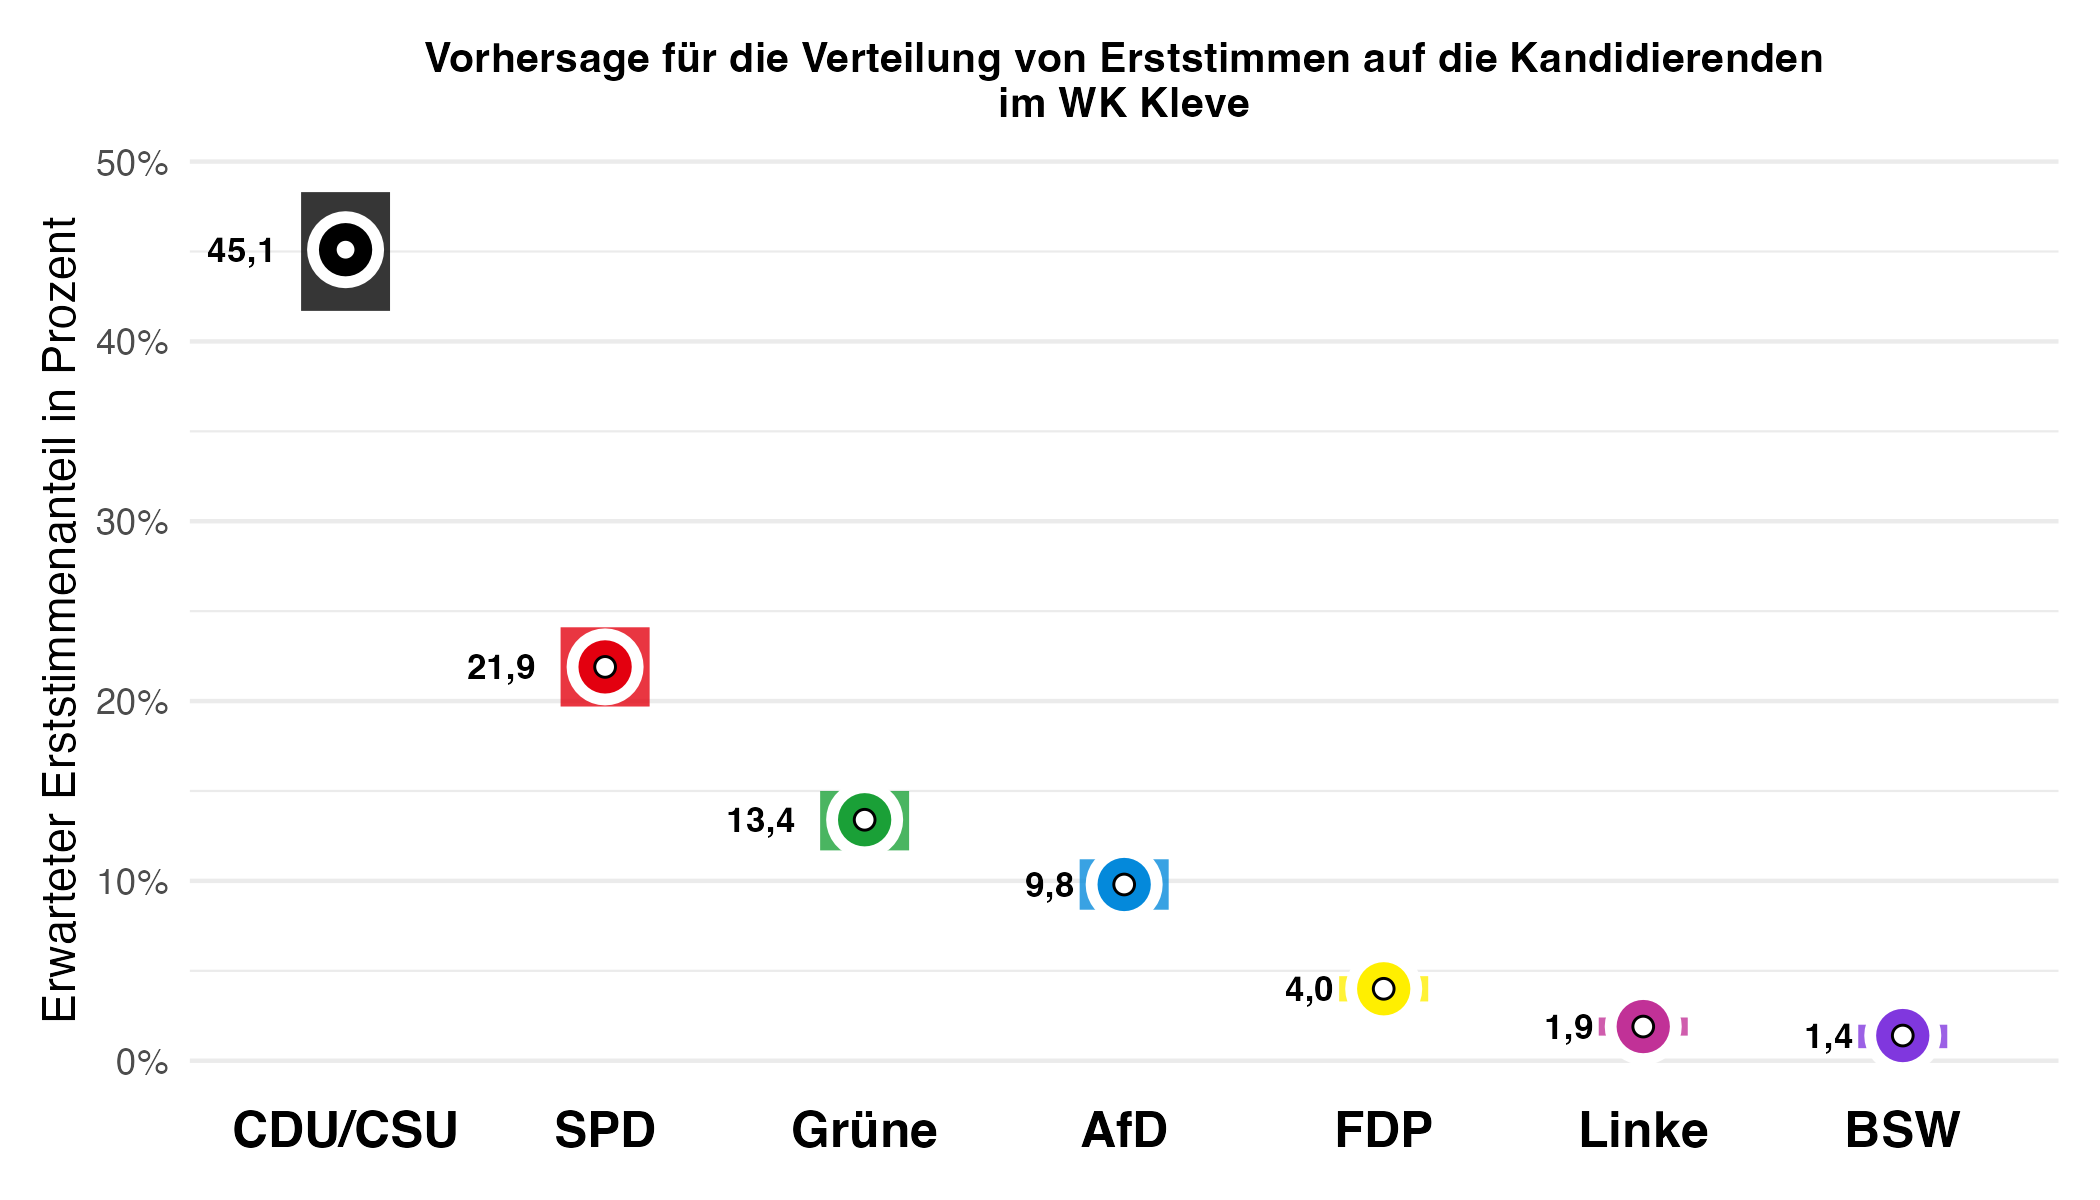 Vorhersage für die Verteilung von Erststimmen auf die Kandidierenden
im WK Kleve
Erwarteter Erststimmenanteil in Prozent
50%
40%
30%
20%
10%
0%
45,1
21,9
13,4
9,8
4,0
1,9
1,4
CDU/CSU
SPD
Grüne
AfD
FDP
Linke
BSW